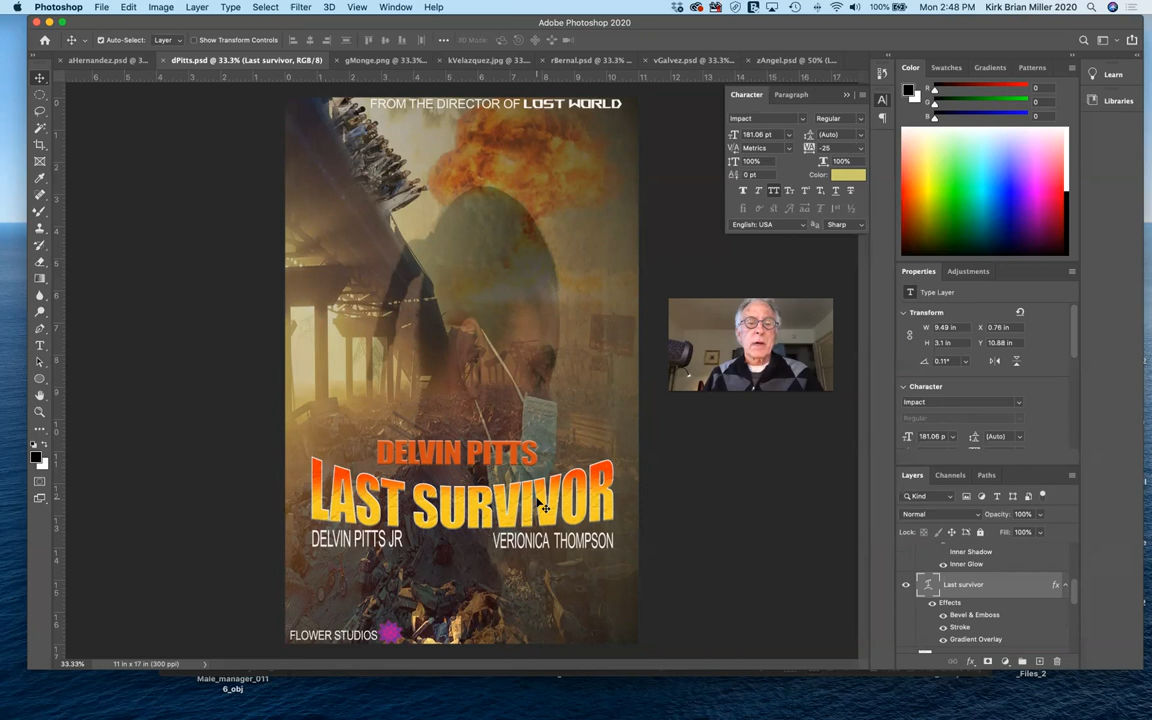 Photoshop File Edit Image Layer Type Select Filter 3D View Window Help 100% Mon 2:48 PM Kirk Brian Miller 2020
Adobe Photoshop 2020
Auto-Select: Layer Show Transform Controls 3D Mode:
aHernandez.psd @ 3... dPitts.psd @ 33.3% (Last survivor, RGB/8) gMonge.png @ 33.3%... kVelazquez.jpg @ 33.3%... rBernal.psd @ 33.3% ... vGalvez.psd @ 33.3%... zAngel.psd @ 50% (L...
Color Swatches Gradients Patterns
Learn
Libraries
0
0
0
Character Paragraph
Impact Regular
181.06 pt (Auto)
Metrics -25
100% 100%
0 pt Color:
English: USA Sharp
FROM THE DIRECTOR OF LOST WORLD
DELVIN PITTS
LAST SURVIVOR
DELVIN PITTS JR VERIONICA THOMPSON
FLOWER STUDIOS
Properties Adjustments
Type Layer
Transform
W 9.49 in X 0.76 in
H 3.1 in Y 10.88 in
0.11°
Character
Impact
Regular
181.06 p (Auto)
Layers Channels Paths
Kind
Normal Opacity: 100%
Lock: Fill: 100%
Inner Shadow
Inner Glow
Last survivor fx
Effects
Bevel & Emboss
Stroke
Gradient Overlay
33.33% 11 in x 17 in (300 ppi)
Male_manager_011
6_obj
_Files_2